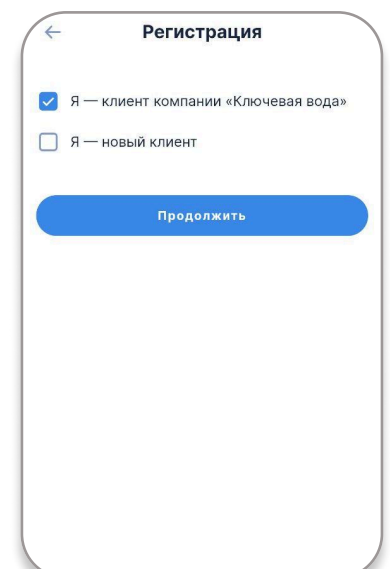 Регистрация
Я — клиент компании «Ключевая вода»
Я — новый клиент
Продолжить